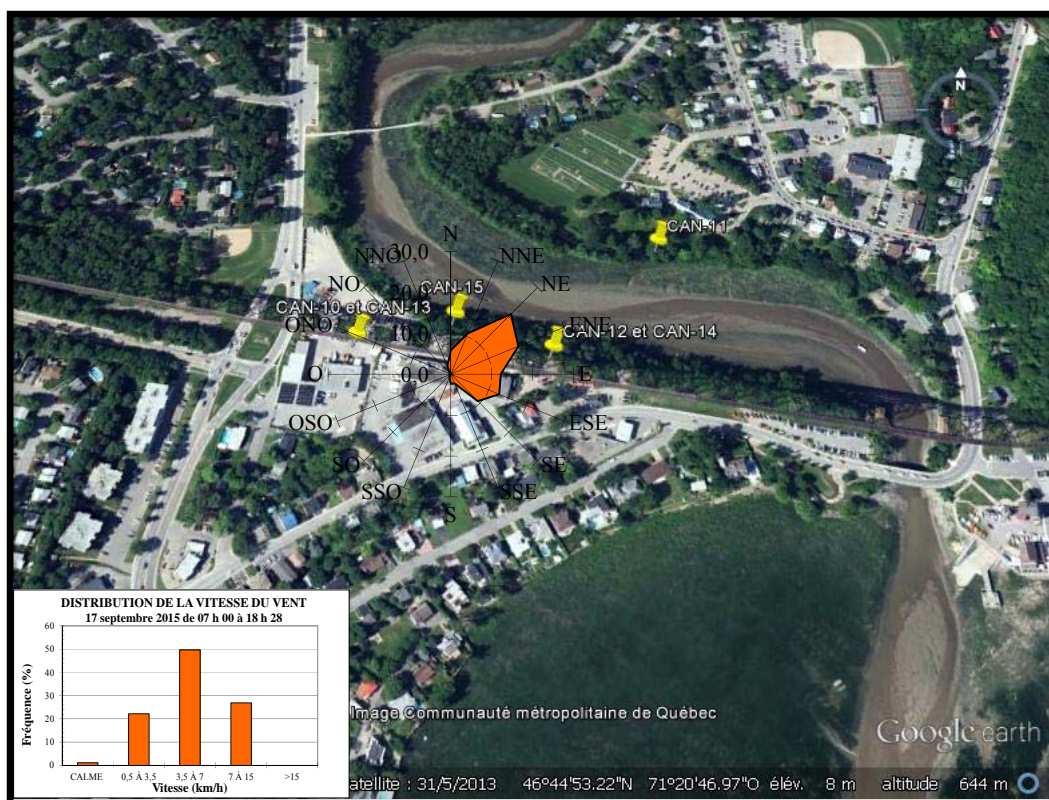 N
N
NNO
30,0
NNE
CAN-11
NO
CAN-15
NE
20,0
CAN-10 et CAN-13
ONO
10,0
ENE
CAN-12 et CAN-14
O
0,0
E
OSO
ESE
SO
SE
SSO
SSE
S
DISTRIBUTION DE LA VITESSE DU VENT
17 septembre 2015 de 07 h 00 à 18 h 28
60
50
40
30
20
10
0
Fréquence (%)
CALME 0,5 À 3,5 3,5 À 7 7 À 15 >15
Vitesse (km/h)
Image Communauté métropolitaine de Québec
Google earth
atellite : 31/5/2013 46°44'53.22"N 71°20'46.97"O élév. 8 m altitude 644 m